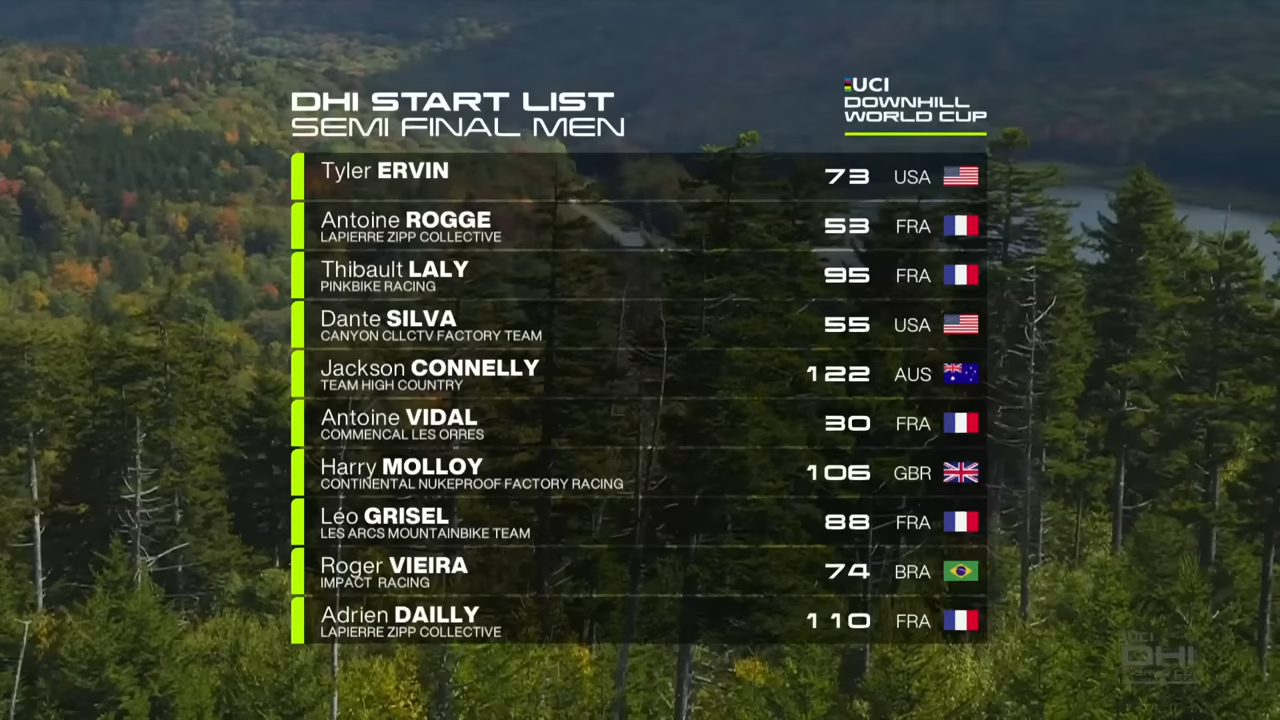 DHI START LIST
SEMI FINAL MEN
UCI
DOWNHILL
WORLD CUP
Tyler ERVIN 73 USA
Antoine ROGGE 53 FRA
LAPIERRE ZIPP COLLECTIVE
Thibault LALY 95 FRA
PINKBIKE RACING
Dante SILVA 55 USA
CANYON CLLCTV FACTORY TEAM
Jackson CONNELLY 122 AUS
TEAM HIGH COUNTRY
Antoine VIDAL 30 FRA
COMMENCAL LES ORRES
Harry MOLLOY 106 GBR
CONTINENTAL NUKEPROOF FACTORY RACING
Léo GRISEL 88 FRA
LES ARCS MOUNTAINBIKE TEAM
Roger VIEIRA 74 BRA
IMPACT RACING
Adrien DAILLY 110 FRA
LAPIERRE ZIPP COLLECTIVE
UCI
DHI
WORLD CUP